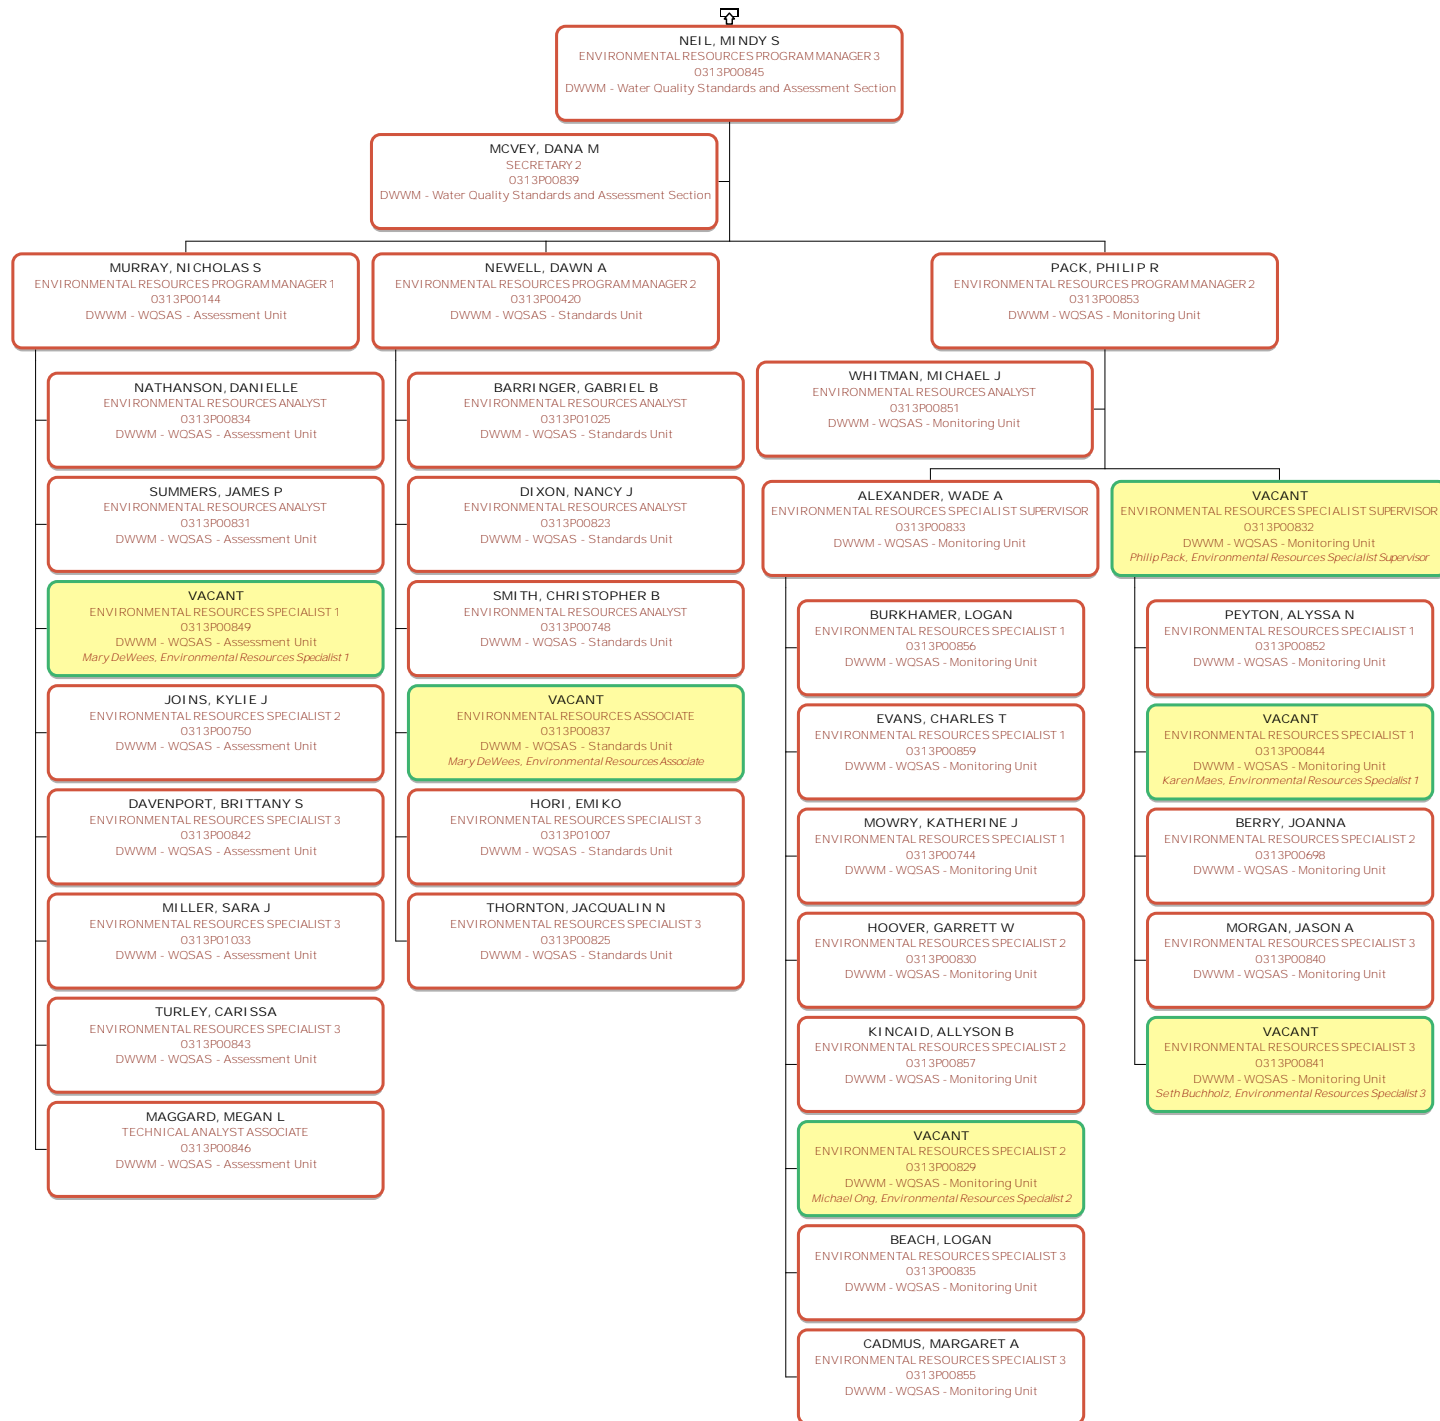 NEIL, MINDY S
ENVIRONMENTAL RESOURCES PROGRAM MANAGER 3
0313P00845
DWWM - Water Quality Standards and Assessment Section
MCVEY, DANA M
SECRETARY 2
0313P00839
DWWM - Water Quality Standards and Assessment Section
MURRAY, NICHOLAS S
ENVIRONMENTAL RESOURCES PROGRAM MANAGER 1
0313P00144
DWWM - WQSAS - Assessment Unit
NATHANSON, DANIELLE
ENVIRONMENTAL RESOURCES ANALYST
0313P00834
DWWM - WQSAS - Assessment Unit
SUMMERS, JAMES P
ENVIRONMENTAL RESOURCES ANALYST
0313P00831
DWWM - WQSAS - Assessment Unit
VACANT
ENVIRONMENTAL RESOURCES SPECIALIST 1
0313P00849
DWWM - WQSAS - Assessment Unit
Mary DeWees, Environmental Resources Specialist 1
JOINS, KYLIE J
ENVIRONMENTAL RESOURCES SPECIALIST 2
0313P00750
DWWM - WQSAS - Assessment Unit
DAVENPORT, BRITTANY S
ENVIRONMENTAL RESOURCES SPECIALIST 3
0313P00842
DWWM - WQSAS - Assessment Unit
MILLER, SARA J
ENVIRONMENTAL RESOURCES SPECIALIST 3
0313P01033
DWWM - WQSAS - Assessment Unit
TURLEY, CARISSA
ENVIRONMENTAL RESOURCES SPECIALIST 3
0313P00843
DWWM - WQSAS - Assessment Unit
MAGGARD, MEGAN L
TECHNICAL ANALYST ASSOCIATE
0313P00846
DWWM - WQSAS - Assessment Unit
NEWELL, DAWN A
ENVIRONMENTAL RESOURCES PROGRAM MANAGER 2
0313P00420
DWWM - WQSAS - Standards Unit
BARRINGER, GABRIEL B
ENVIRONMENTAL RESOURCES ANALYST
0313P01025
DWWM - WQSAS - Standards Unit
DIXON, NANCY J
ENVIRONMENTAL RESOURCES ANALYST
0313P00823
DWWM - WQSAS - Standards Unit
SMITH, CHRISTOPHER B
ENVIRONMENTAL RESOURCES ANALYST
0313P00748
DWWM - WQSAS - Standards Unit
VACANT
ENVIRONMENTAL RESOURCES ASSOCIATE
0313P00837
DWWM - WQSAS - Standards Unit
Mary DeWees, Environmental Resources Associate
HORI, EMIKO
ENVIRONMENTAL RESOURCES SPECIALIST 3
0313P01007
DWWM - WQSAS - Standards Unit
THORNTON, JACQUALIN N
ENVIRONMENTAL RESOURCES SPECIALIST 3
0313P00825
DWWM - WQSAS - Standards Unit
PACK, PHILIP R
ENVIRONMENTAL RESOURCES PROGRAM MANAGER 2
0313P00853
DWWM - WQSAS - Monitoring Unit
WHITMAN, MICHAEL J
ENVIRONMENTAL RESOURCES ANALYST
0313P00851
DWWM - WQSAS - Monitoring Unit
ALEXANDER, WADE A
ENVIRONMENTAL RESOURCES SPECIALIST SUPERVISOR
0313P00833
DWWM - WQSAS - Monitoring Unit
BURKHAMER, LOGAN
ENVIRONMENTAL RESOURCES SPECIALIST 1
0313P00856
DWWM - WQSAS - Monitoring Unit
EVANS, CHARLES T
ENVIRONMENTAL RESOURCES SPECIALIST 1
0313P00859
DWWM - WQSAS - Monitoring Unit
MOWRY, KATHERINE J
ENVIRONMENTAL RESOURCES SPECIALIST 1
0313P00744
DWWM - WQSAS - Monitoring Unit
HOOVER, GARRETT W
ENVIRONMENTAL RESOURCES SPECIALIST 2
0313P00830
DWWM - WQSAS - Monitoring Unit
KINCAID, ALLYSON B
ENVIRONMENTAL RESOURCES SPECIALIST 2
0313P00857
DWWM - WQSAS - Monitoring Unit
VACANT
ENVIRONMENTAL RESOURCES SPECIALIST 2
0313P00829
DWWM - WQSAS - Monitoring Unit
Michael Ong, Environmental Resources Specialist 2
BEACH, LOGAN
ENVIRONMENTAL RESOURCES SPECIALIST 3
0313P00835
DWWM - WQSAS - Monitoring Unit
CADMUS, MARGARET A
ENVIRONMENTAL RESOURCES SPECIALIST 3
0313P00855
DWWM - WQSAS - Monitoring Unit
VACANT
ENVIRONMENTAL RESOURCES SPECIALIST SUPERVISOR
0313P00832
DWWM - WQSAS - Monitoring Unit
Philip Pack, Environmental Resources Specialist Supervisor
PEYTON, ALYSSA N
ENVIRONMENTAL RESOURCES SPECIALIST 1
0313P00852
DWWM - WQSAS - Monitoring Unit
VACANT
ENVIRONMENTAL RESOURCES SPECIALIST 1
0313P00844
DWWM - WQSAS - Monitoring Unit
Karen Maes, Environmental Resources Specialist 1
BERRY, JOANNA
ENVIRONMENTAL RESOURCES SPECIALIST 2
0313P00698
DWWM - WQSAS - Monitoring Unit
MORGAN, JASON A
ENVIRONMENTAL RESOURCES SPECIALIST 3
0313P00840
DWWM - WQSAS - Monitoring Unit
VACANT
ENVIRONMENTAL RESOURCES SPECIALIST 3
0313P00841
DWWM - WQSAS - Monitoring Unit
Seth Buchholz, Environmental Resources Specialist 3